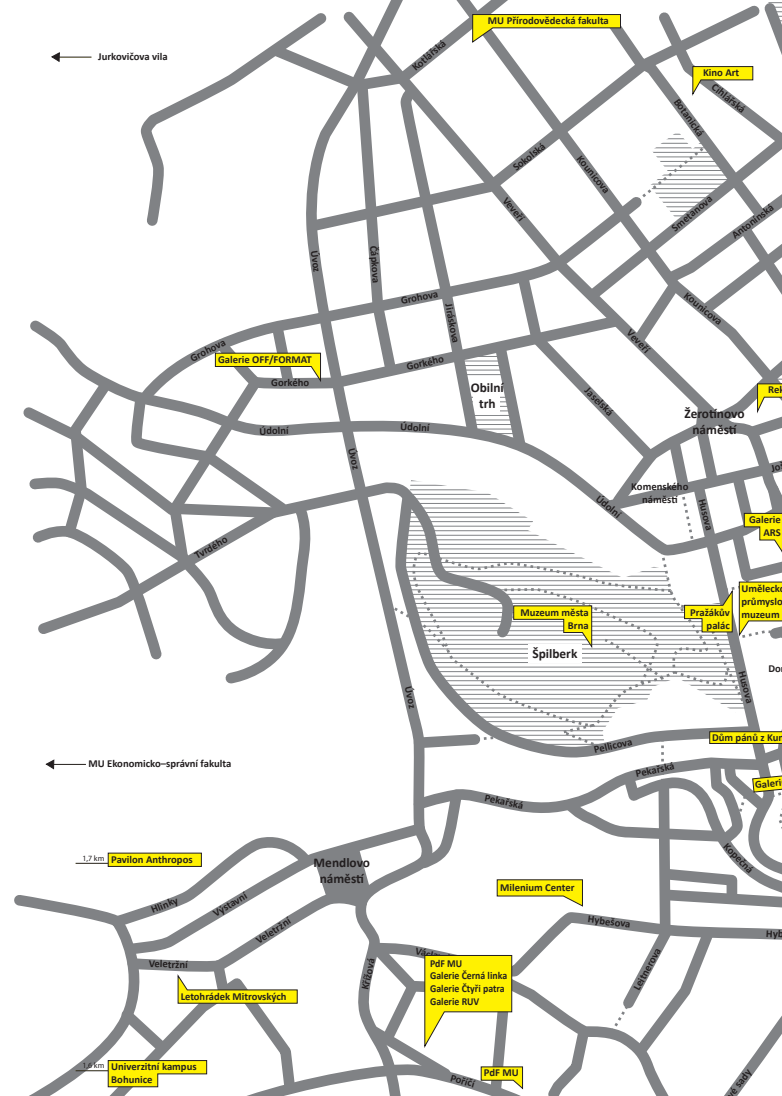 MU Přírodovědecká fakulta
Jurkovičova vila
Kotlářská
Kino Art
Cihlářská
Botanická
Sokolská
Kounicova
Veveří
Smetanova
Antonínská
Úvoz
Čápkova
Grohova
Jiráskova
Kounicova
Grohova
Veveří
Galerie OFF/FORMAT
Gorkého
Gorkého
Obilní
trh
Jaselská
Žerotínovo
náměstí
Údolní
Údolní
Úvoz
Komenského
náměstí
Údolní
Husova
Galerie
ARS
Tvrdého
Muzeum města
Brna
Pražákův
palác
muzeum
Špilberk
Úvoz
Husova
Pellicova
Dům pánů z
MU Ekonomicko–správní fakulta
Pekařská
Pekařská
Kopečná
1,7 km
Pavilon Anthropos
Mendlovo
náměstí
Hlinky
Výstavní
Milenium Center
Hybešova
Veletržní
Veletržní
Křížová
PdF MU
Galerie Černá linka
Galerie Čtyři patra
Galerie RUV
Leitnerova
Letohrádek Mitrovských
1,6 km
Univerzitní kampus
Bohunice
Poříčí
PdF MU
sady